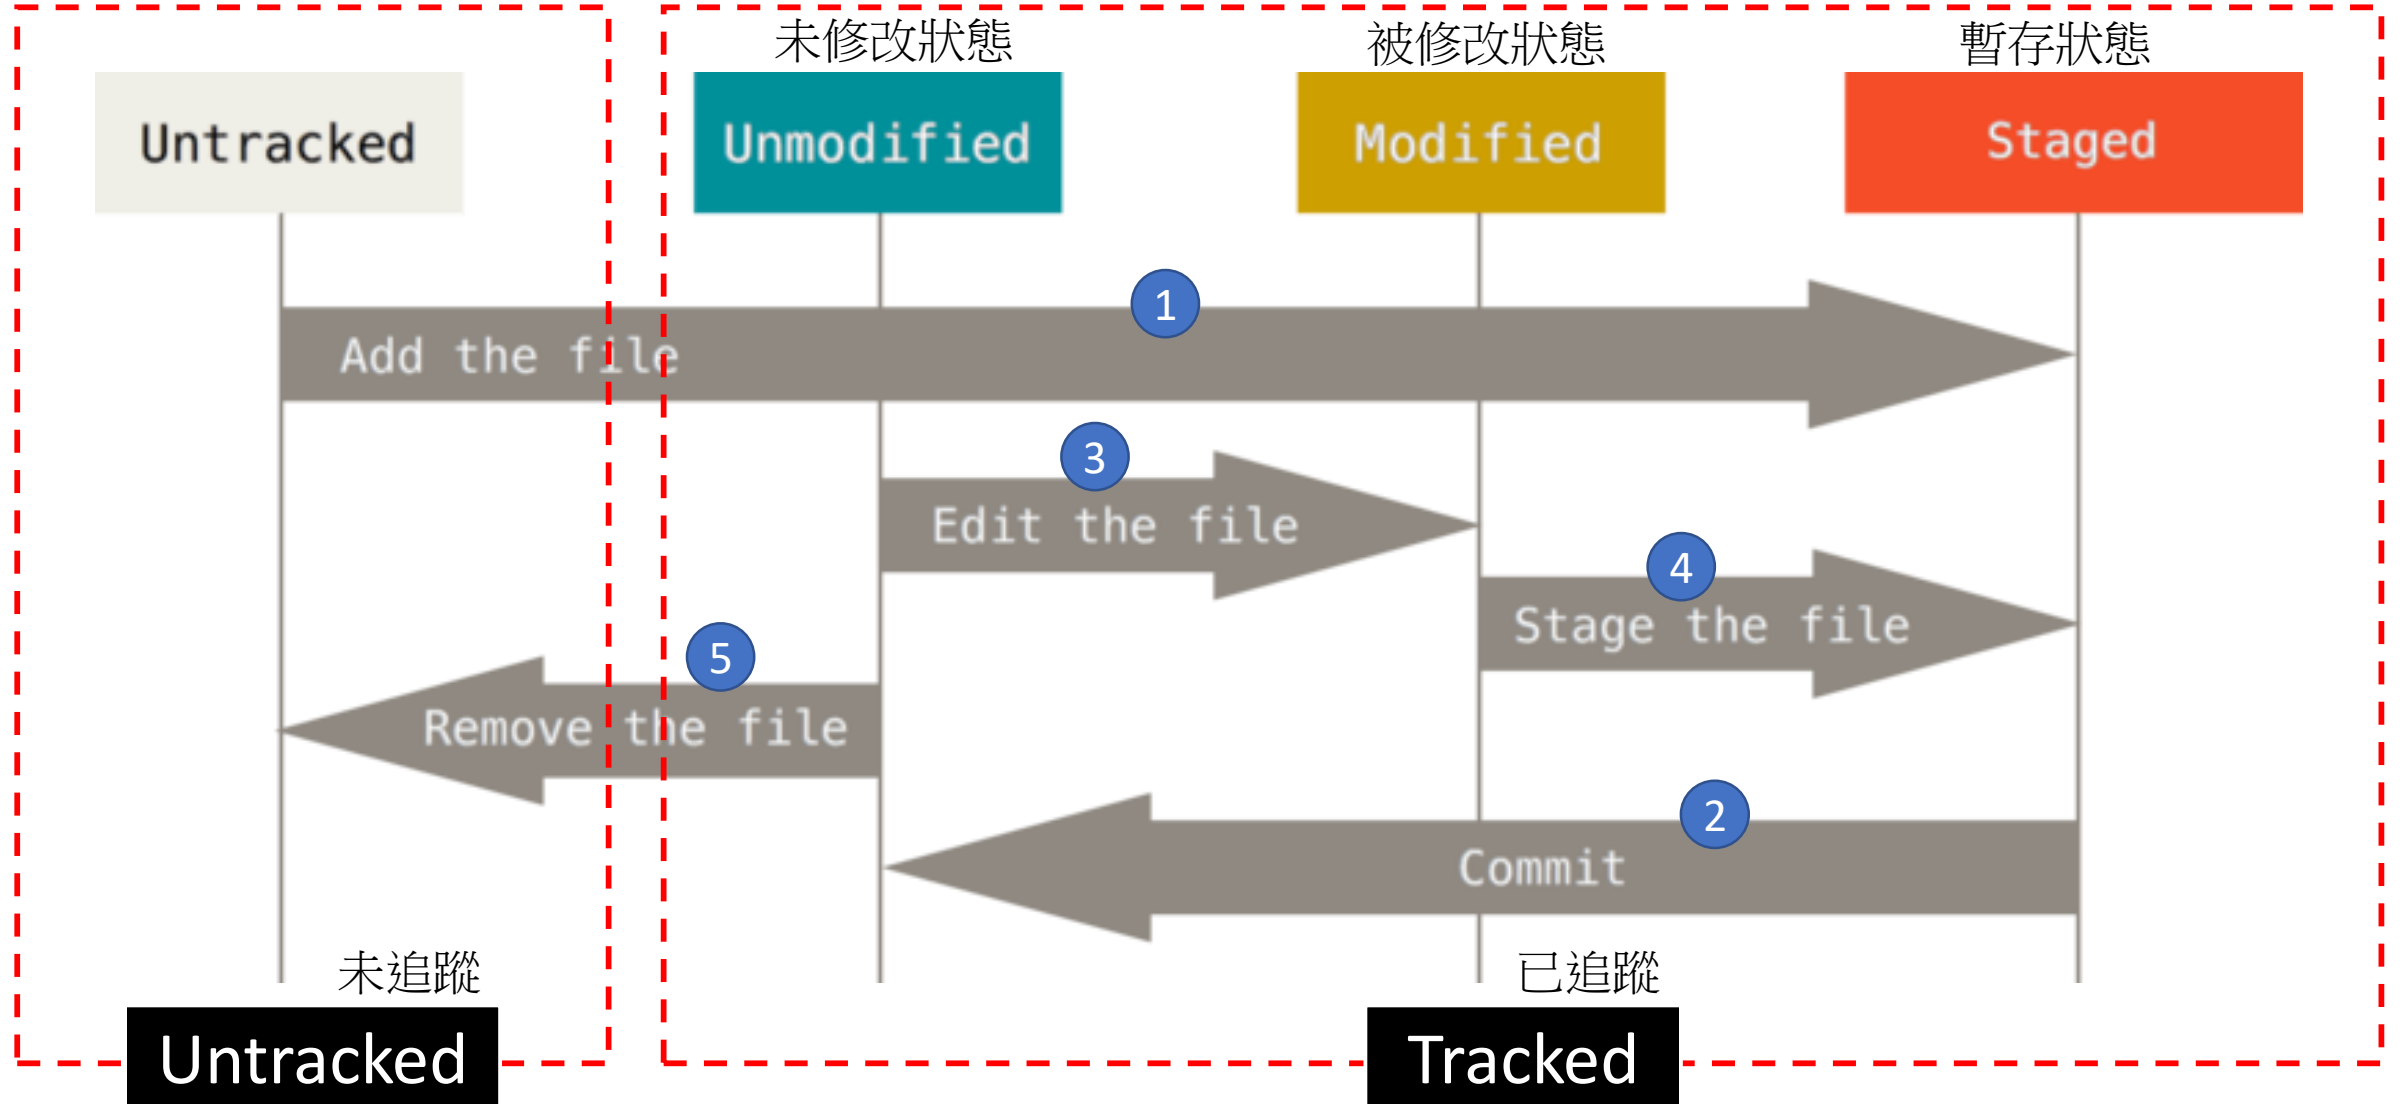 未修改狀態
被修改狀態
暫存狀態
Untracked
Unmodified
Modified
Staged
1
Add the file
3
Edit the file
4
Stage the file
5
Remove the file
2
Commit
未追蹤
已追蹤
Untracked
Tracked